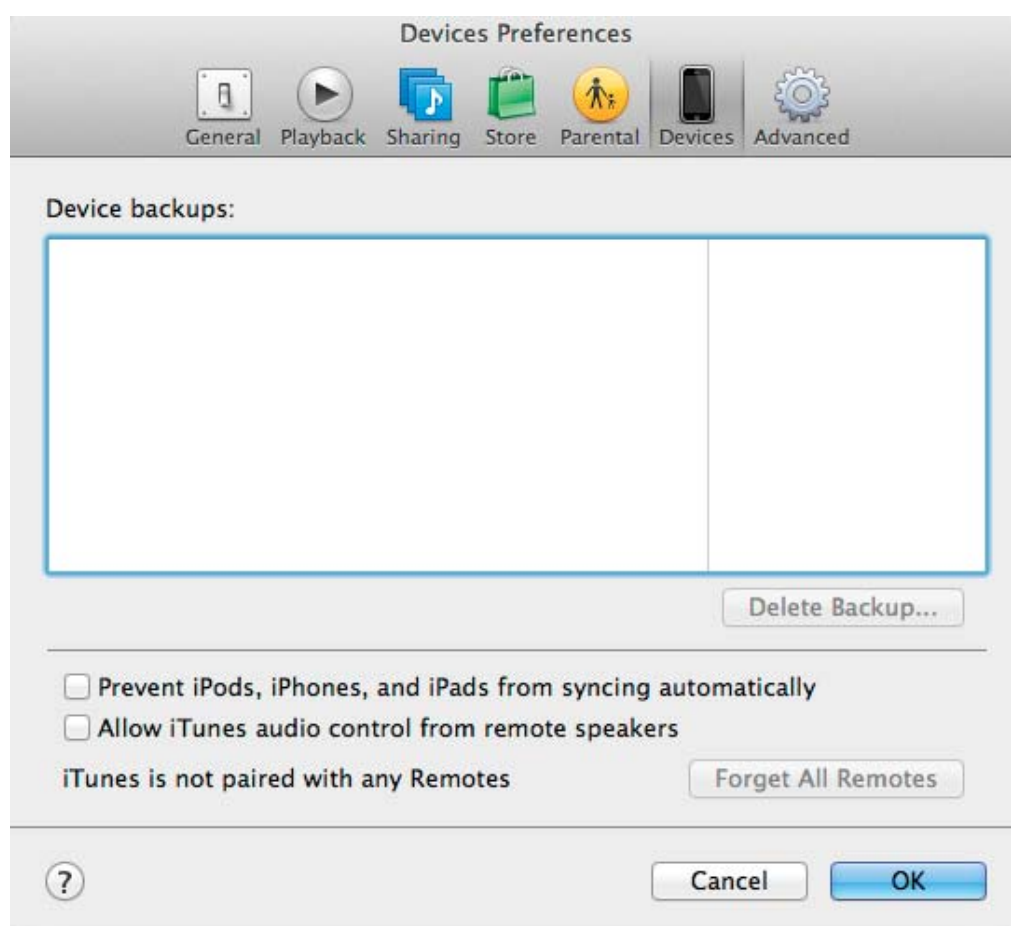 Devices Preferences
General Playback Sharing Store Parental Devices Advanced
Device backups:
Delete Backup...
Prevent iPods, iPhones, and iPads from syncing automatically
Allow iTunes audio control from remote speakers
iTunes is not paired with any Remotes Forget All Remotes
? Cancel OK